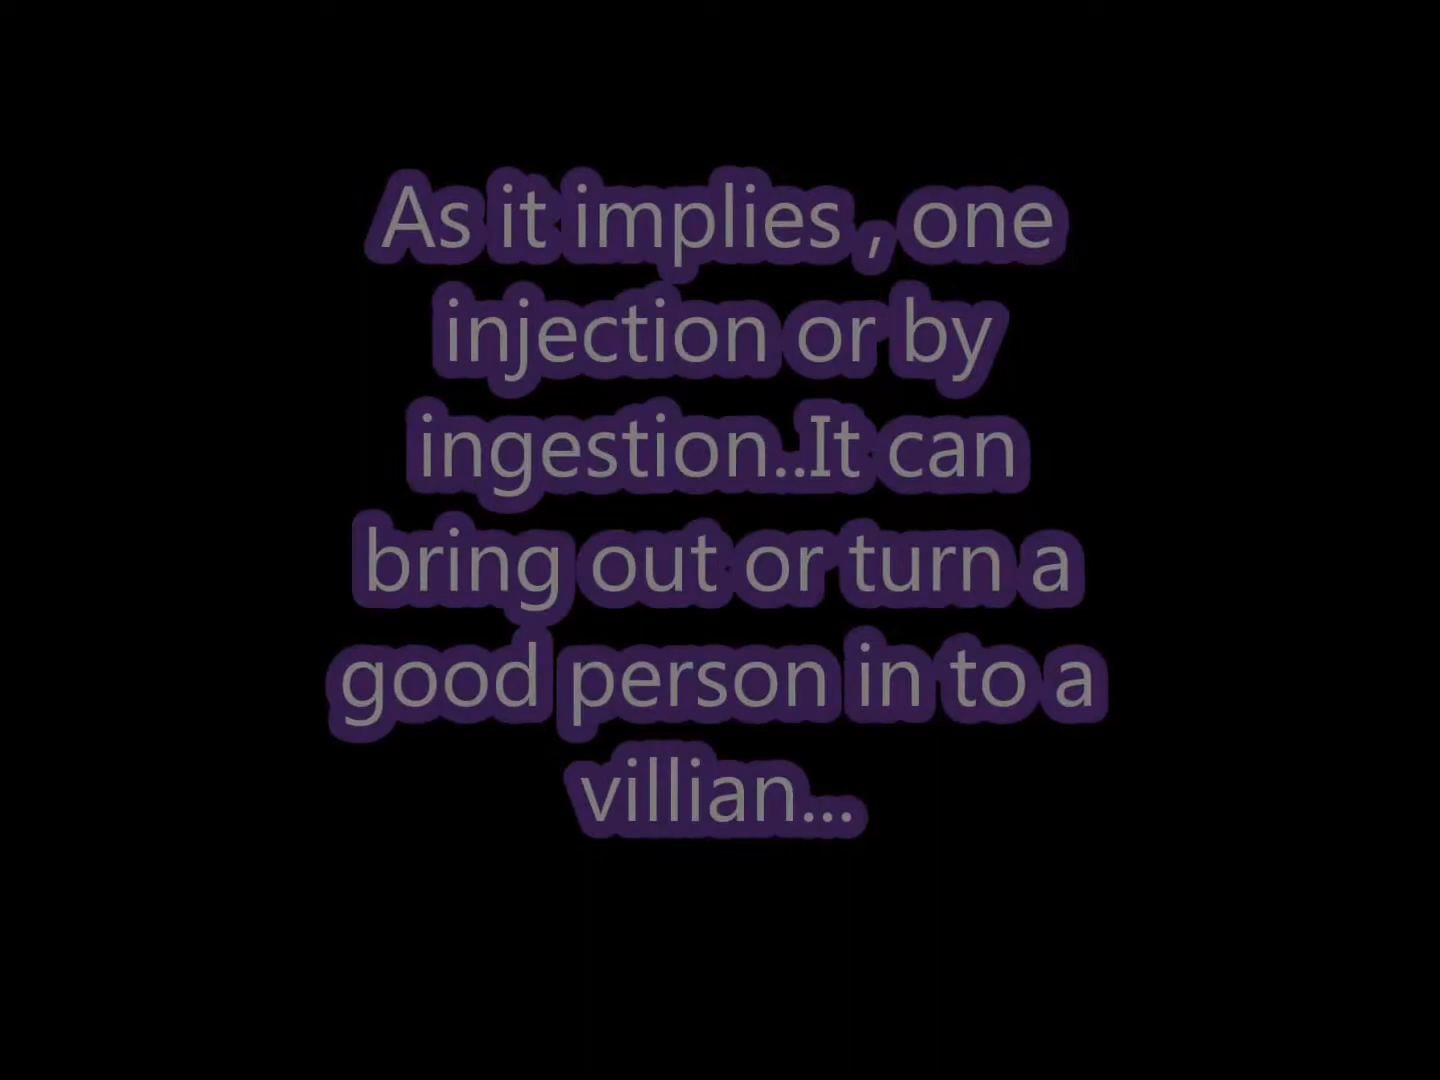 As it implies , one
injection or by
ingestion..It can
bring out or turn a
good person in to a
villian...